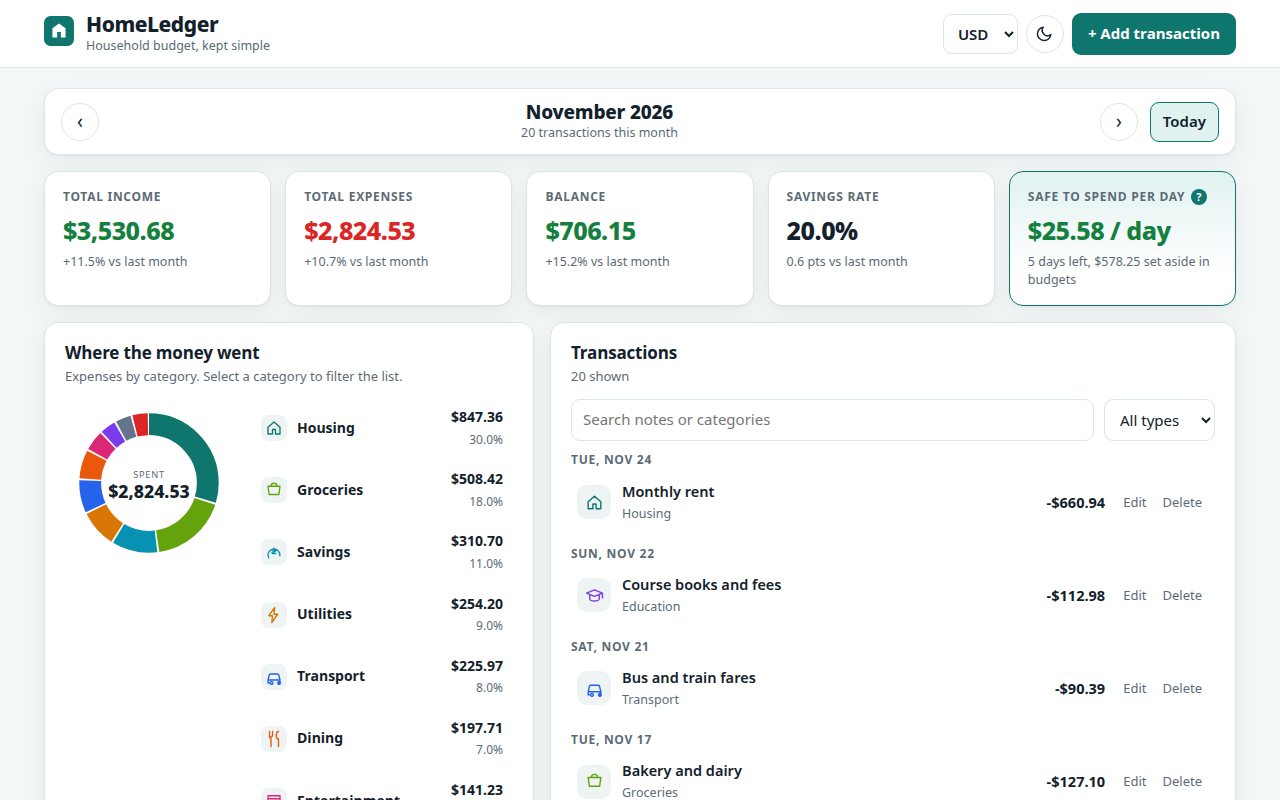 HomeLedger
Household budget, kept simple
USD
+ Add transaction
November 2026
20 transactions this month
Today
TOTAL INCOME
$3,530.68
+11.5% vs last month
TOTAL EXPENSES
$2,824.53
+10.7% vs last month
BALANCE
$706.15
+15.2% vs last month
SAVINGS RATE
20.0%
0.6 pts vs last month
SAFE TO SPEND PER DAY ?
$25.58 / day
5 days left, $578.25 set aside in
budgets
Where the money went
Expenses by category. Select a category to filter the list.
SPENT
$2,824.53
Housing
$847.36
30.0%
Groceries
$508.42
18.0%
Savings
$310.70
11.0%
Utilities
$254.20
9.0%
Transport
$225.97
8.0%
Dining
$197.71
7.0%
Entertainment
$141.23
Transactions
20 shown
Search notes or categories
All types
TUE, NOV 24
Monthly rent
Housing
-$660.94 Edit Delete
SUN, NOV 22
Course books and fees
Education
-$112.98 Edit Delete
SAT, NOV 21
Bus and train fares
Transport
-$90.39 Edit Delete
TUE, NOV 17
Bakery and dairy
Groceries
-$127.10 Edit Delete